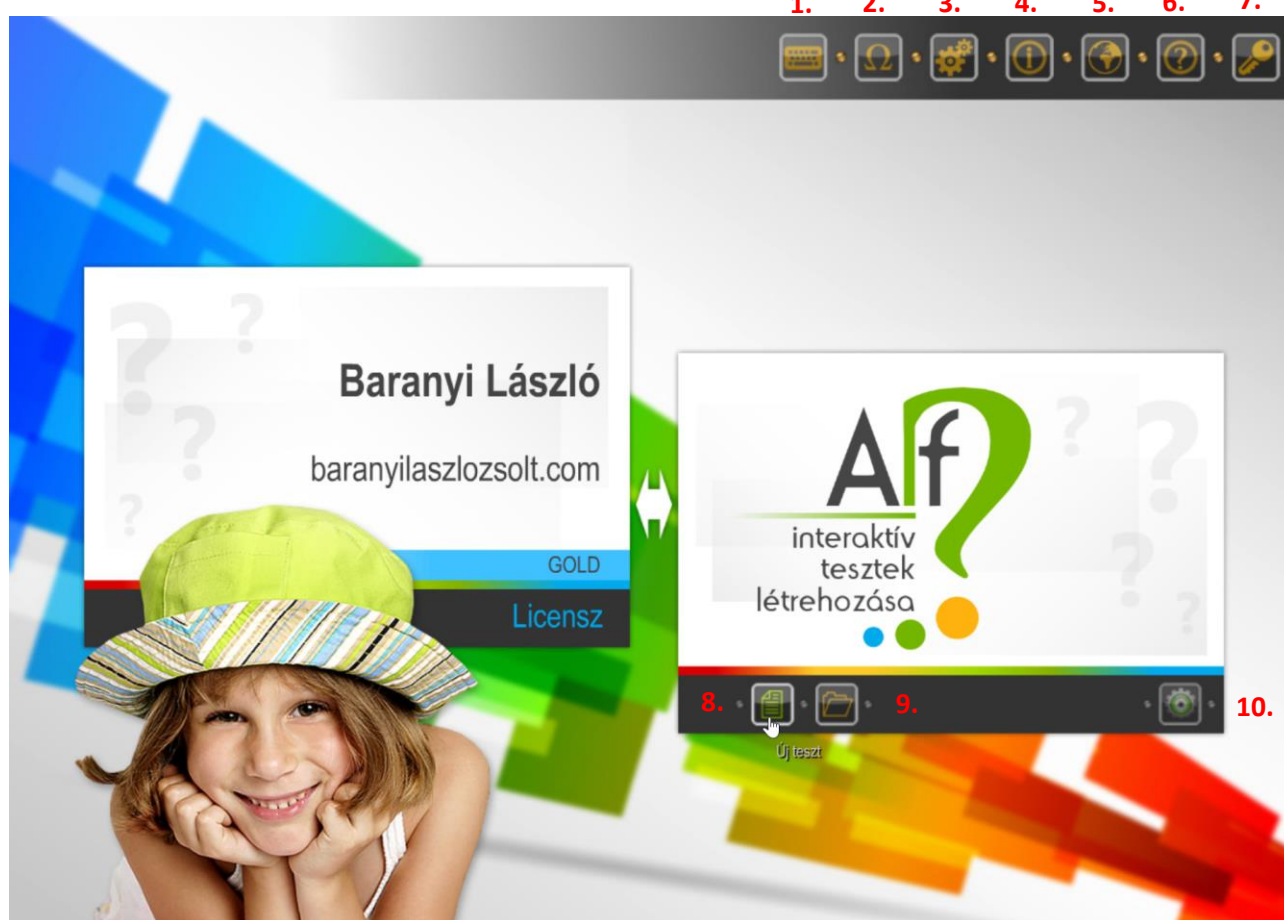 1. 2. 3. 4. 5. 6. 7.
Ω i ?
Baranyi László
baranyilaszlozsolt.com
GOLD
Licensz
Alf?
interaktív
tesztek
létrehozása
8. 9. 10.
Új teszt